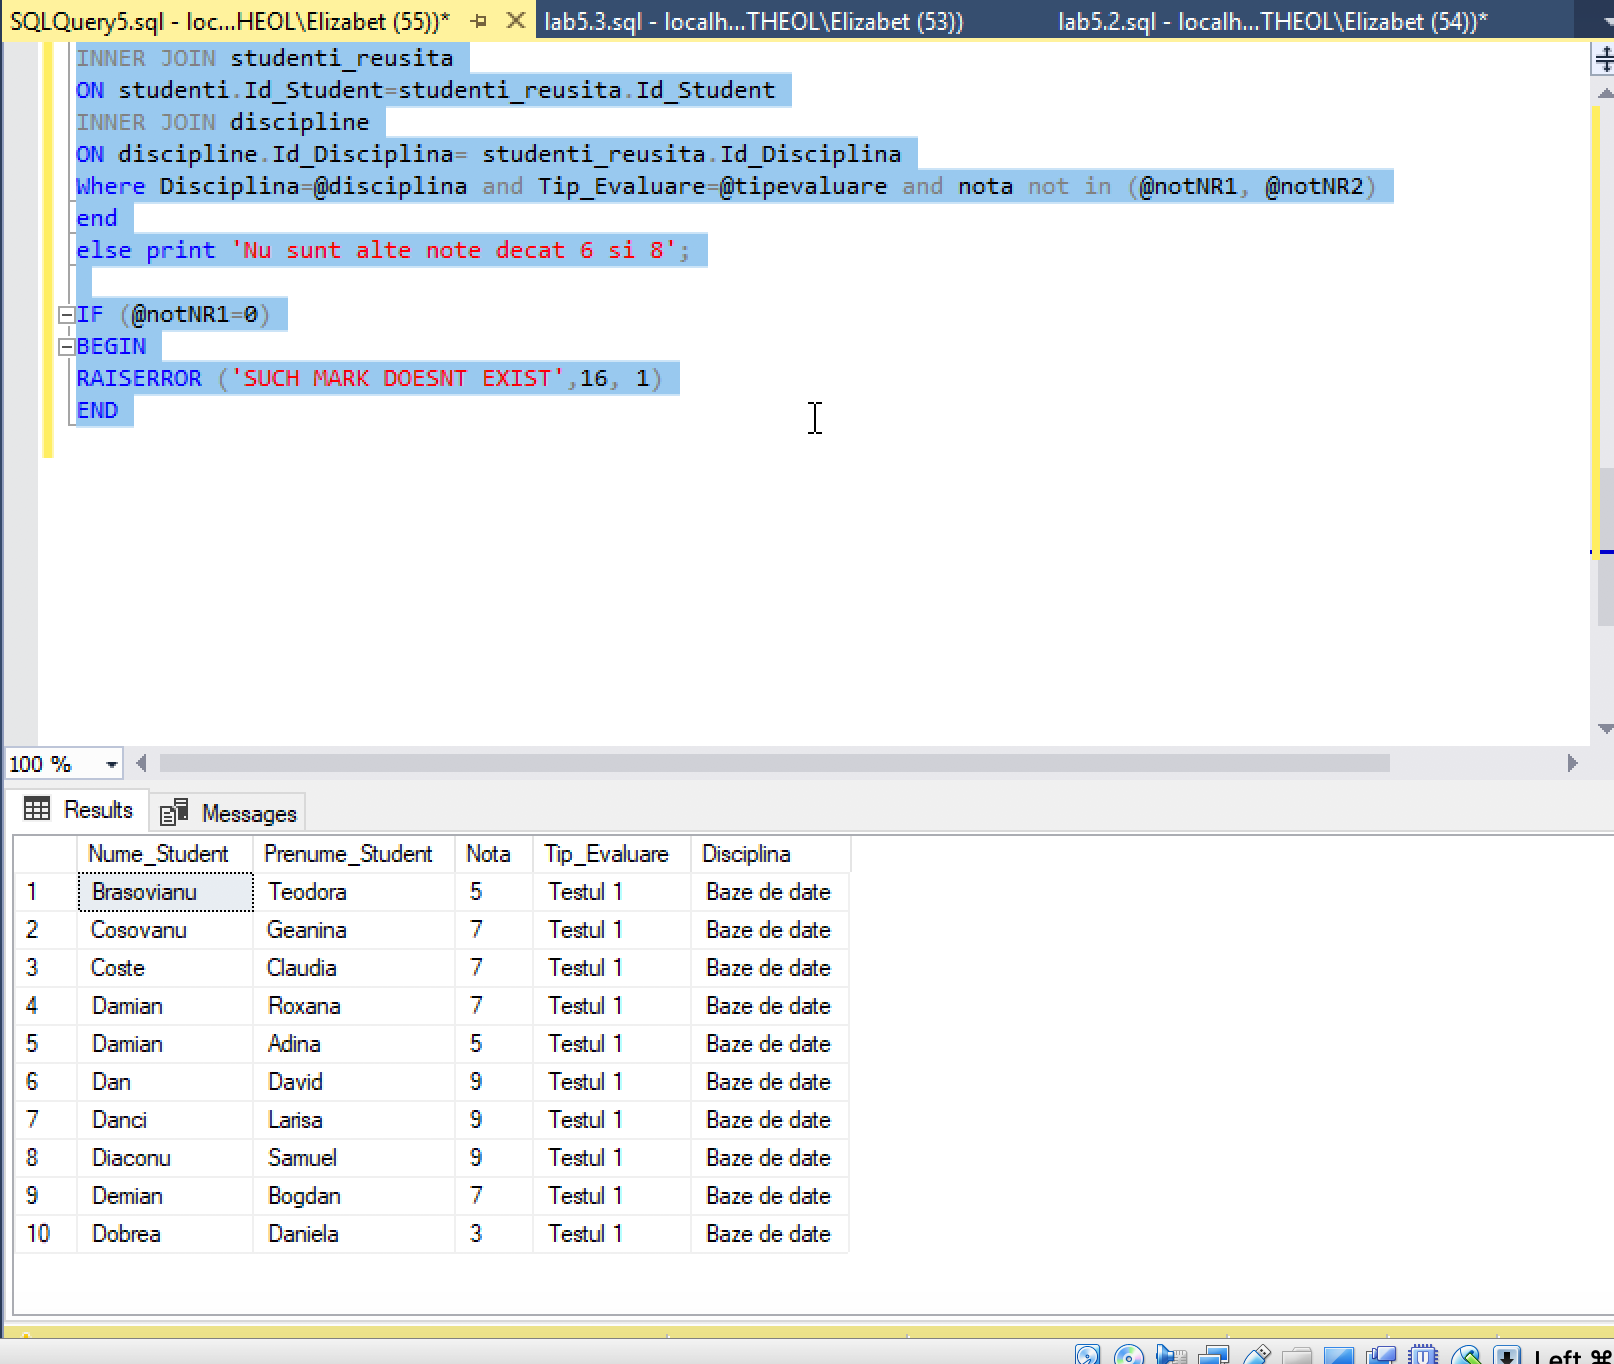 SQLQuery5.sql - loc...HEOL\Elizabet (55))*
lab5.3.sql - localh...THEOL\Elizabet (53))
lab5.2.sql - localh...THEOL\Elizabet (54))*
INNER JOIN studenti_reusita
ON studenti.Id_Student=studenti_reusita.Id_Student
INNER JOIN discipline
ON discipline.Id_Disciplina= studenti_reusita.Id_Disciplina
Where Disciplina=@disciplina and Tip_Evaluare=@tipevaluare and nota not in (@notNR1, @notNR2)
end
else print 'Nu sunt alte note decat 6 si 8';
IF (@notNR1=0)
BEGIN
RAISERROR ('SUCH MARK DOESNT EXIST',16, 1)
END
100 %
Results Messages
Nume_Student Prenume_Student Nota Tip_Evaluare Disciplina
1 Brasovianu Teodora 5 Testul 1 Baze de date
2 Cosovanu Geanina 7 Testul 1 Baze de date
3 Coste Claudia 7 Testul 1 Baze de date
4 Damian Roxana 7 Testul 1 Baze de date
5 Damian Adina 5 Testul 1 Baze de date
6 Dan David 9 Testul 1 Baze de date
7 Danci Larisa 9 Testul 1 Baze de date
8 Diaconu Samuel 9 Testul 1 Baze de date
9 Demian Bogdan 7 Testul 1 Baze de date
10 Dobrea Daniela 3 Testul 1 Baze de date
Left ⌘